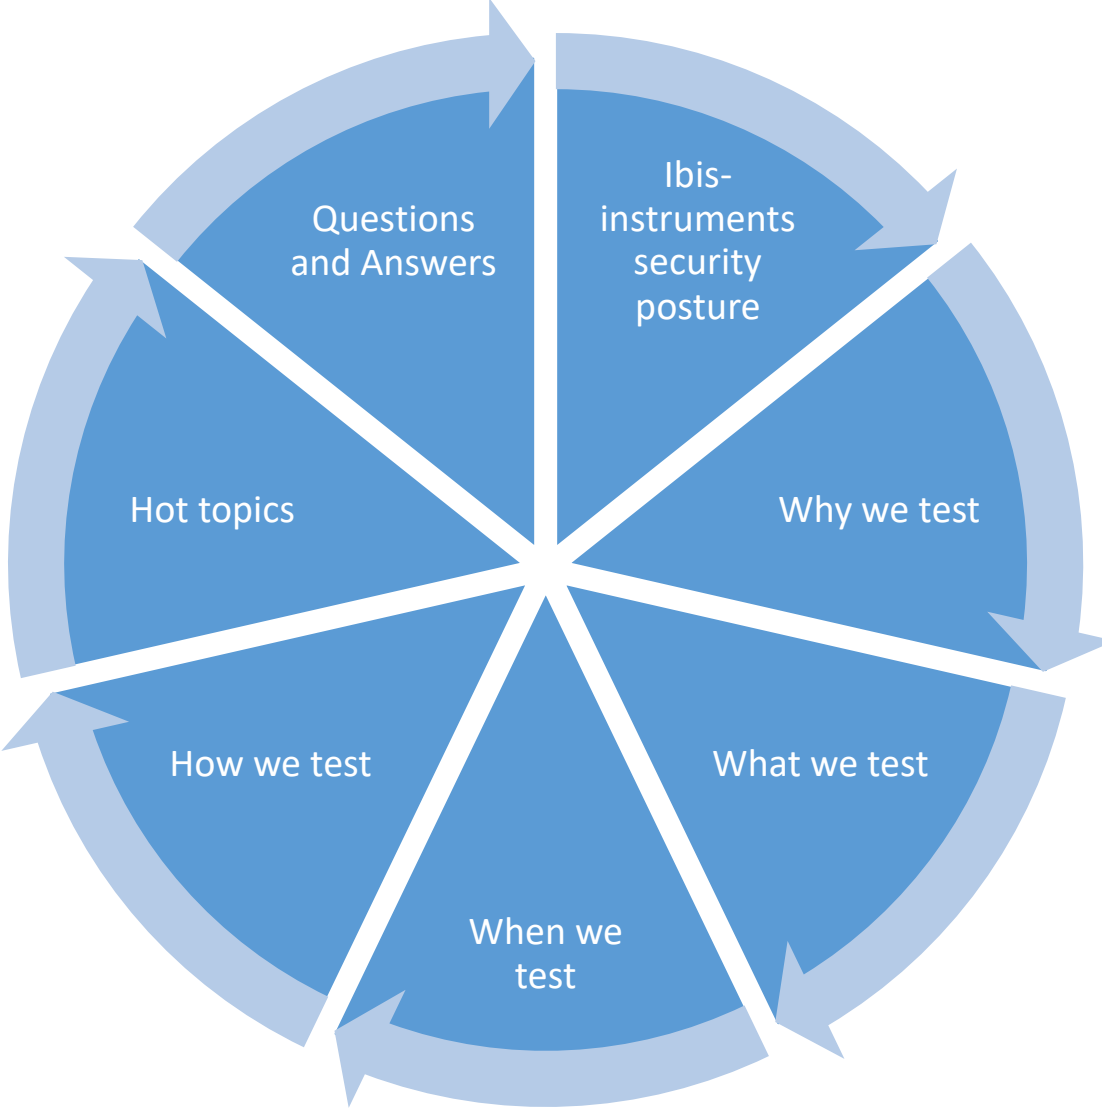 Ibis-
instruments
security
posture
Why we test
What we test
When we
test
How we test
Hot topics
Questions
and Answers